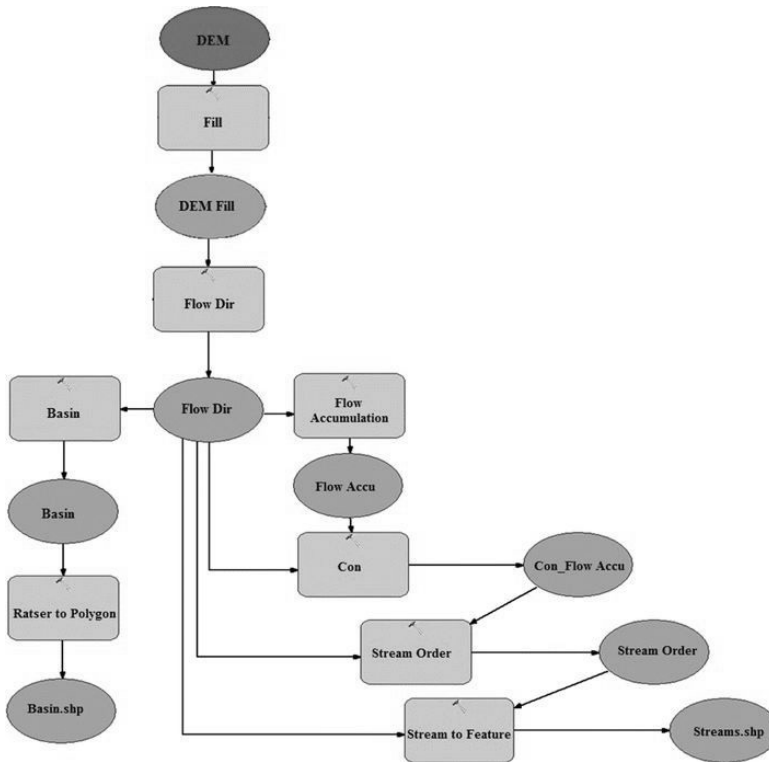 DEM
Fill
DEM Fill
Flow Dir
Basin
Flow Dir
Flow
Accumulation
Basin
Flow Accu
Con
Con_Flow Accu
Ratser to Polygon
Stream Order
Stream Order
Basin.shp
Stream to Feature
Streams.shp